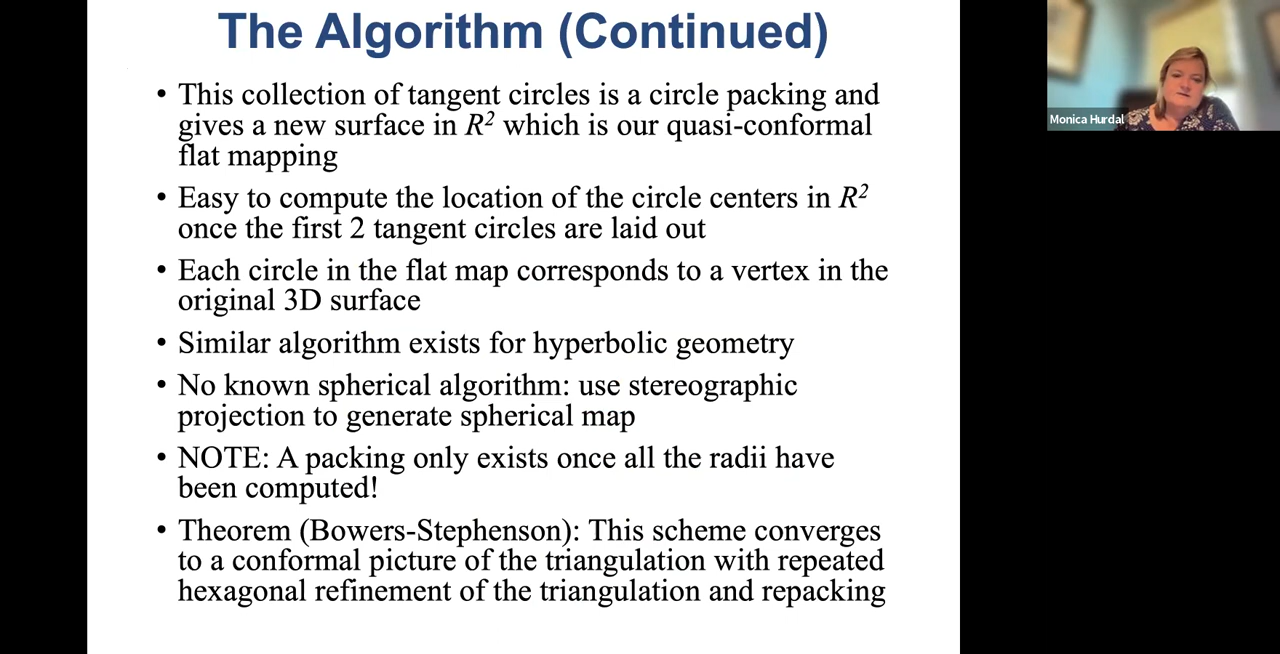 The Algorithm (Continued)
• This collection of tangent circles is a circle packing and
gives a new surface in R² which is our quasi-conformal
flat mapping
• Easy to compute the location of the circle centers in R²
once the first 2 tangent circles are laid out
• Each circle in the flat map corresponds to a vertex in the
original 3D surface
• Similar algorithm exists for hyperbolic geometry
• No known spherical algorithm: use stereographic
projection to generate spherical map
• NOTE: A packing only exists once all the radii have
been computed!
• Theorem (Bowers-Stephenson): This scheme converges
to a conformal picture of the triangulation with repeated
hexagonal refinement of the triangulation and repacking
Monica Hurdal